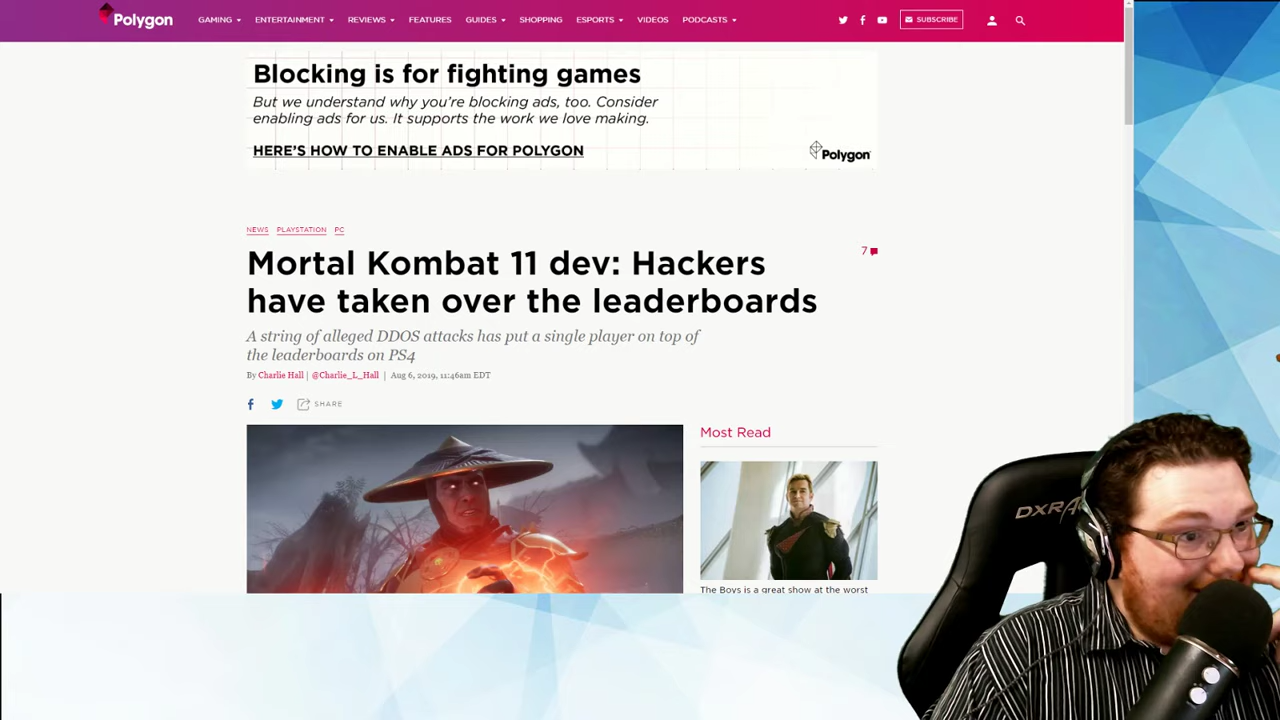 Polygon
GAMING ENTERTAINMENT REVIEWS FEATURES GUIDES SHOPPING ESPORTS VIDEOS PODCASTS
SUBSCRIBE
Blocking is for fighting games
But we understand why you're blocking ads, too. Consider
enabling ads for us. It supports the work we love making.
HERE'S HOW TO ENABLE ADS FOR POLYGON
Polygon
NEWS PLAYSTATION PC
Mortal Kombat 11 dev: Hackers
have taken over the leaderboards
7
A string of alleged DDOS attacks has put a single player on top of
the leaderboards on PS4
By Charlie Hall | @Charlie_L_Hall | Aug 6, 2019, 11:46am EDT
SHARE
Most Read
The Boys is a great show at the worst
DXRA